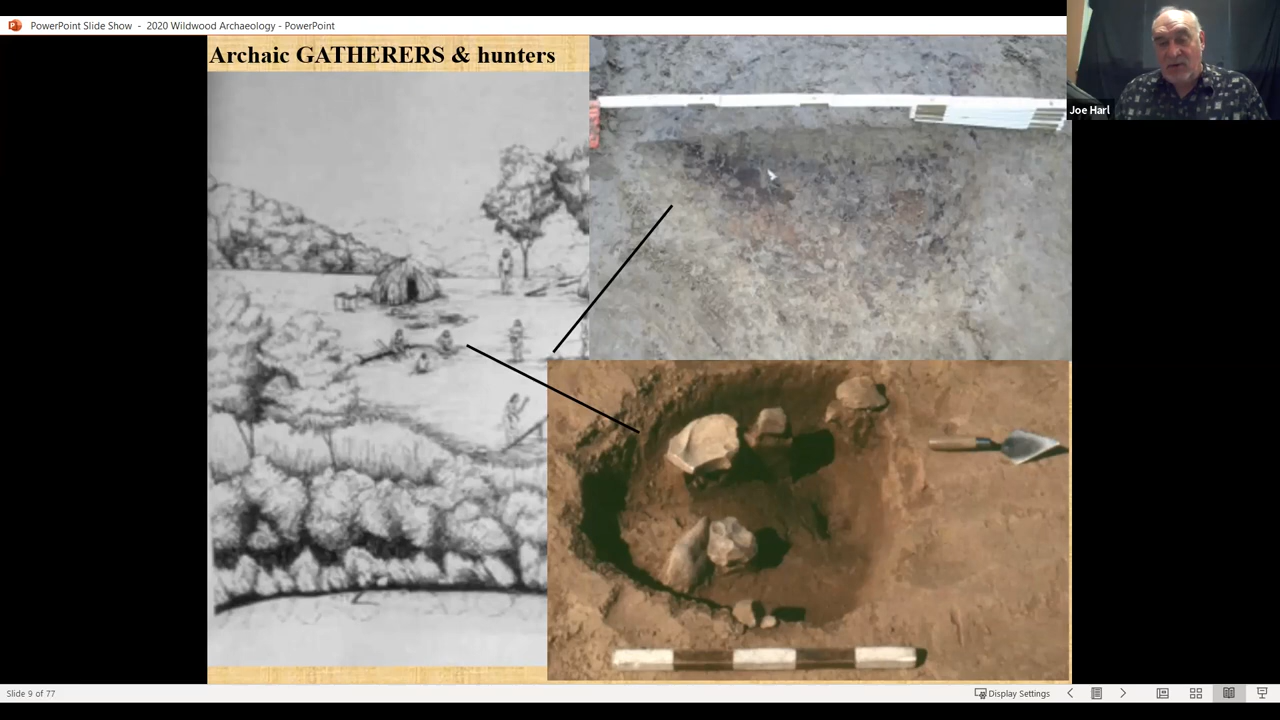 PowerPoint Slide Show - 2020 Wildwood Archaeology - PowerPoint
Archaic GATHERERS & hunters
Joe Harl
Slide 9 of 77
Display Settings